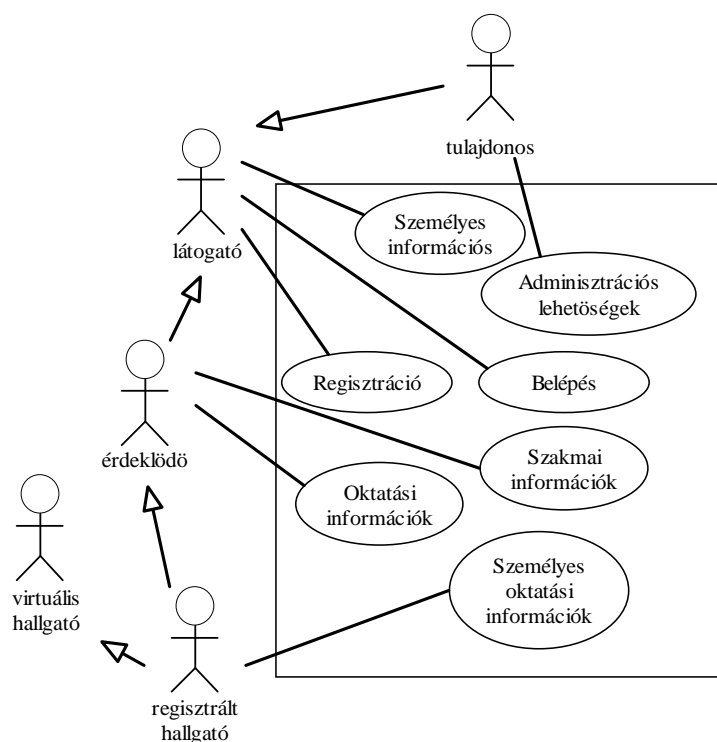 tulajdonos
látogató
Személyes
információs
Adminisztrációs
lehetöségek
Regisztráció
Belépés
érdeklödö
Szakmai
információk
Oktatási
információk
virtuális
hallgató
Személyes
oktatási
információk
regisztrált
hallgató